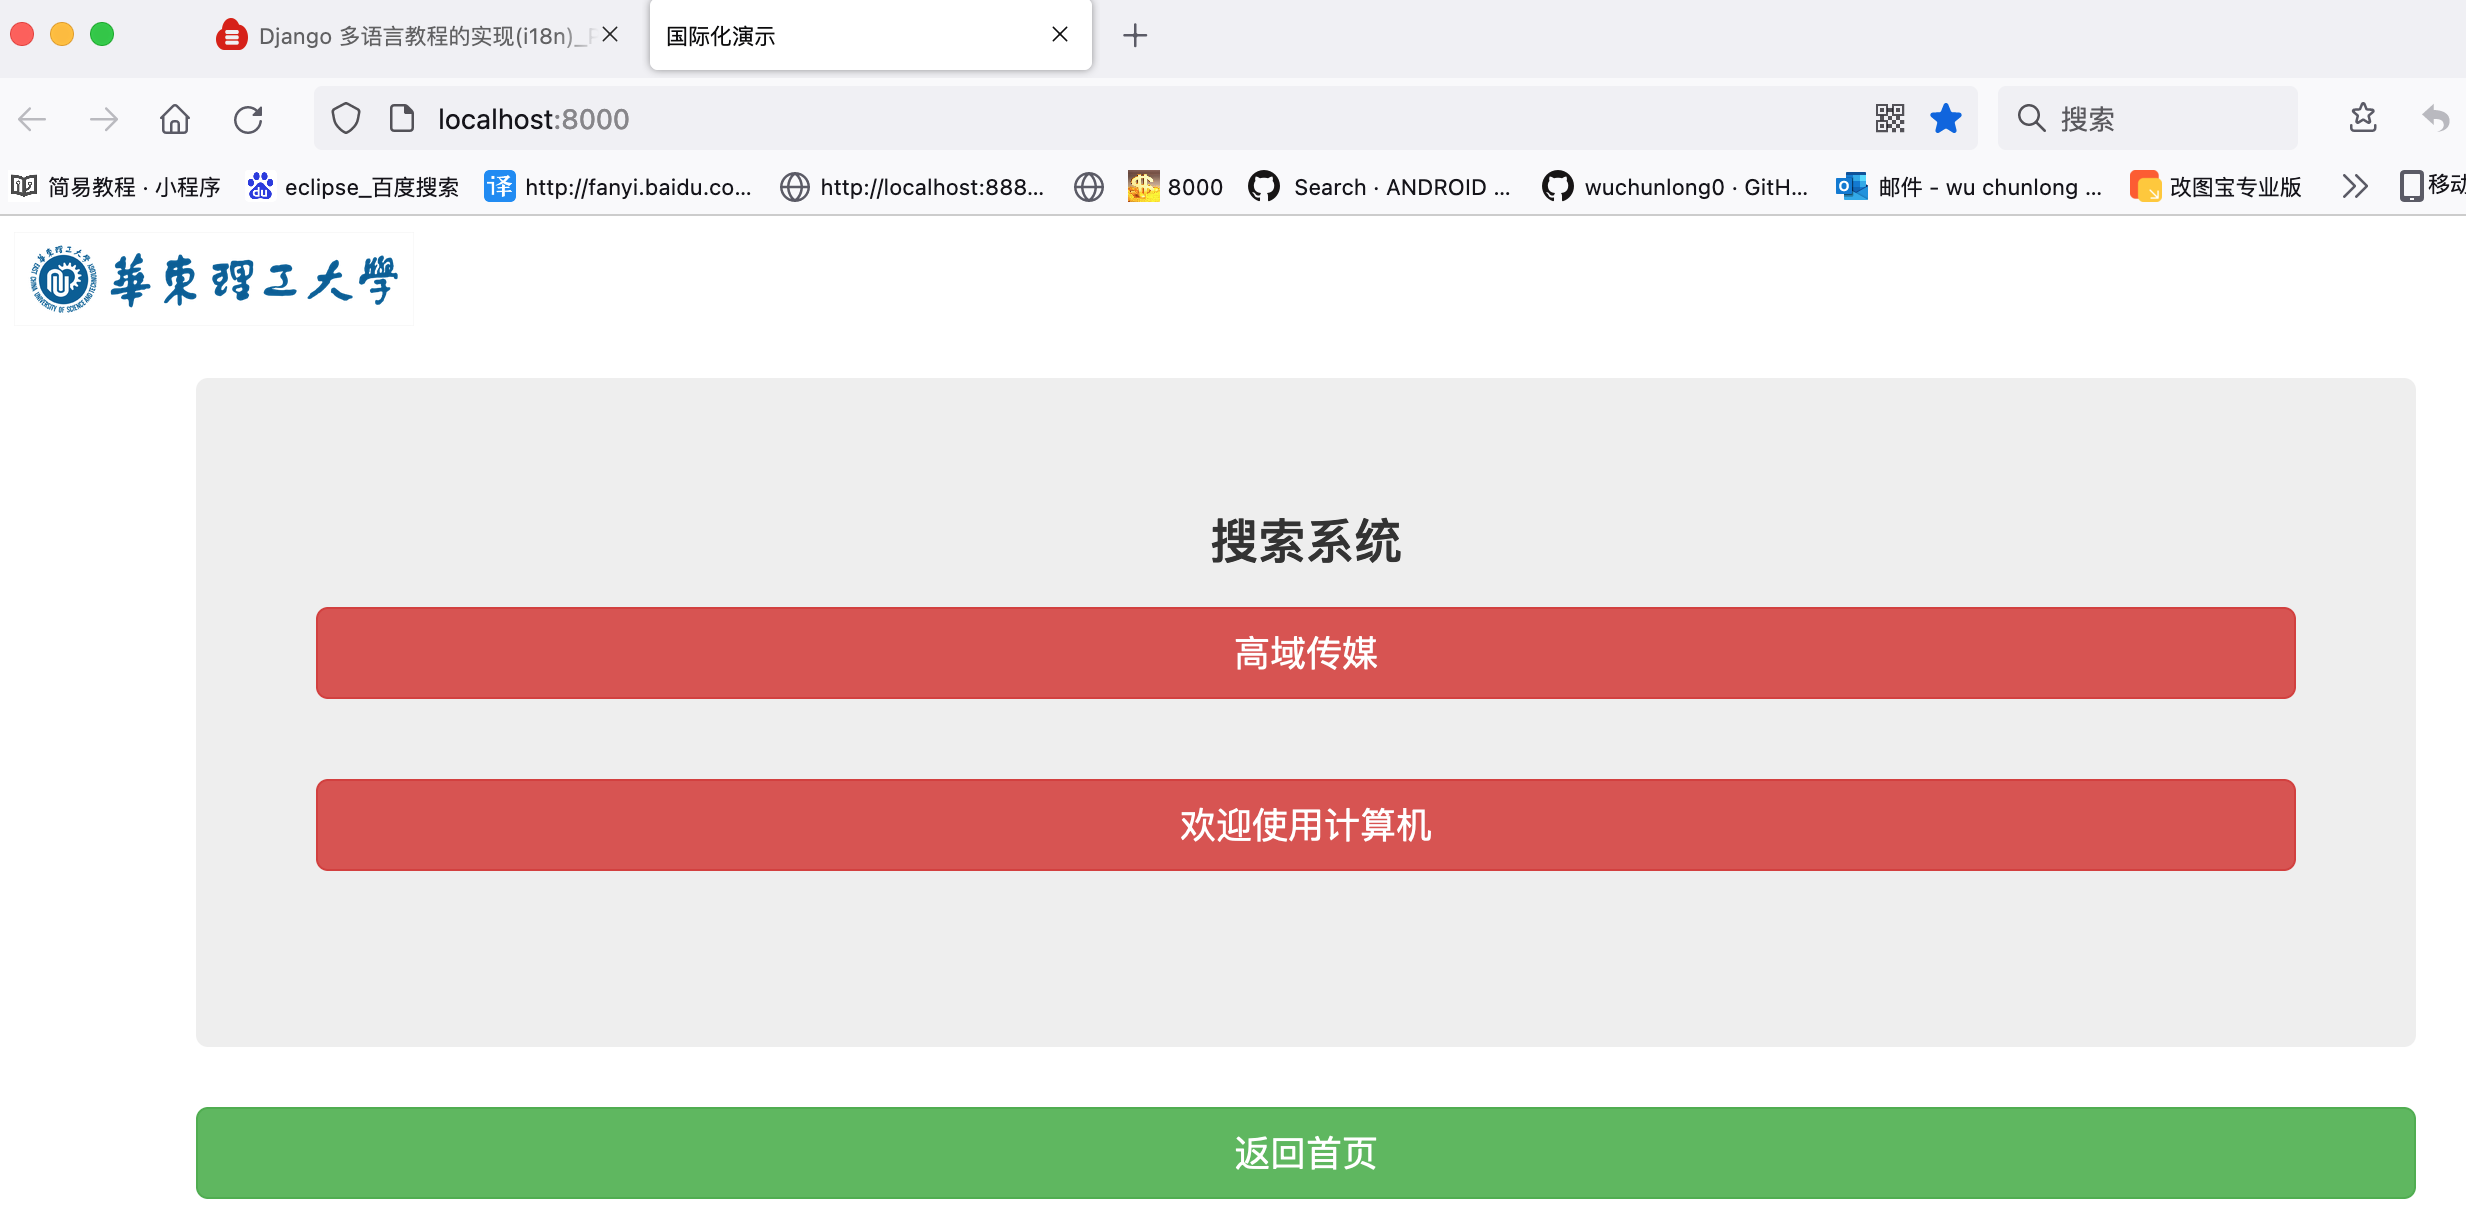 Django 多语言教程的实现(i18n)_
国际化演示
localhost:8000
搜索
简易教程 · 小程序
eclipse_百度搜索
译 http://fanyi.baidu.co...
http://localhost:888...
8000
Search · ANDROID ...
wuchunlong0 · GitH...
邮件 - wu chunlong ...
改图宝专业版
移动
華東理工大學
搜索系统
高域传媒
欢迎使用计算机
返回首页